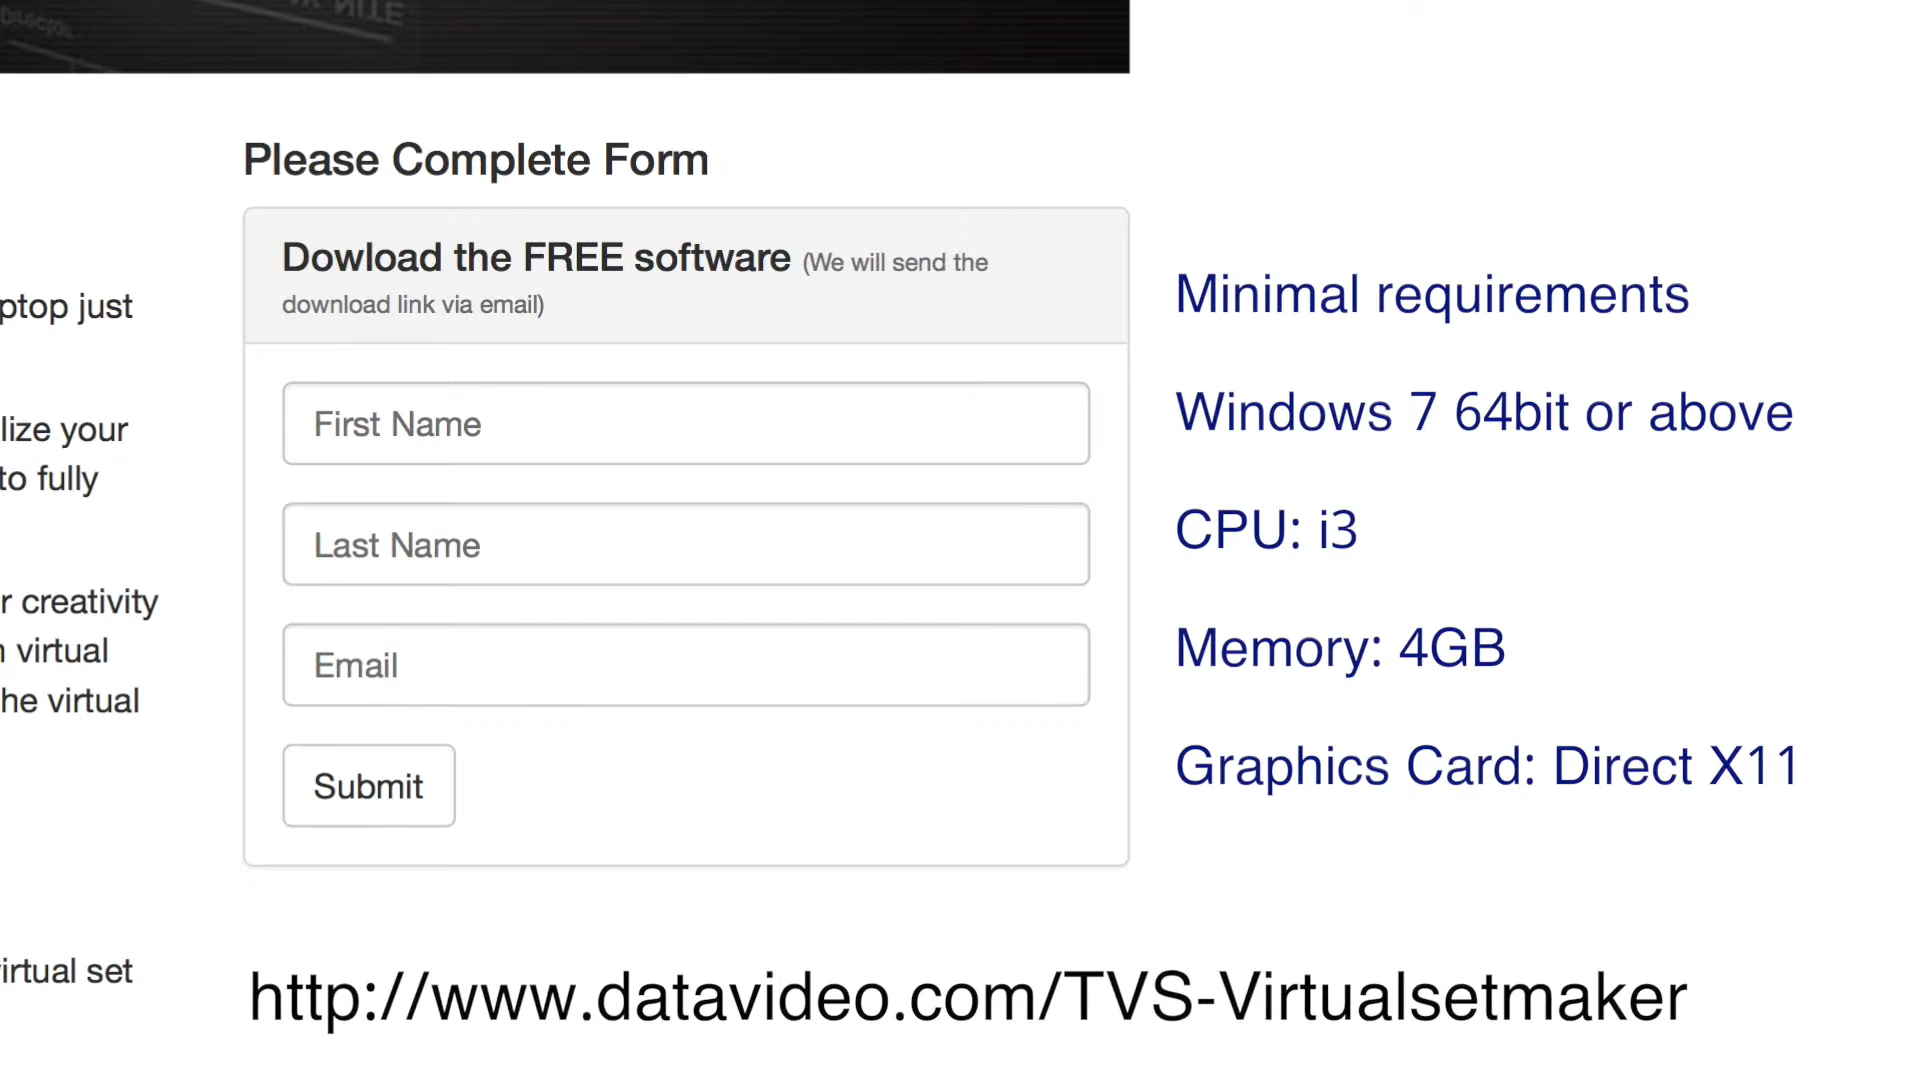 Please Complete Form
Dowload the FREE software (We will send the
download link via email)
First Name
Last Name
Email
Submit
ptop just
lize your
to fully
r creativity
virtual
he virtual
irtual set
Minimal requirements
Windows 7 64bit or above
CPU: i3
Memory: 4GB
Graphics Card: Direct X11
http://www.datavideo.com/TVS-Virtualsetmaker